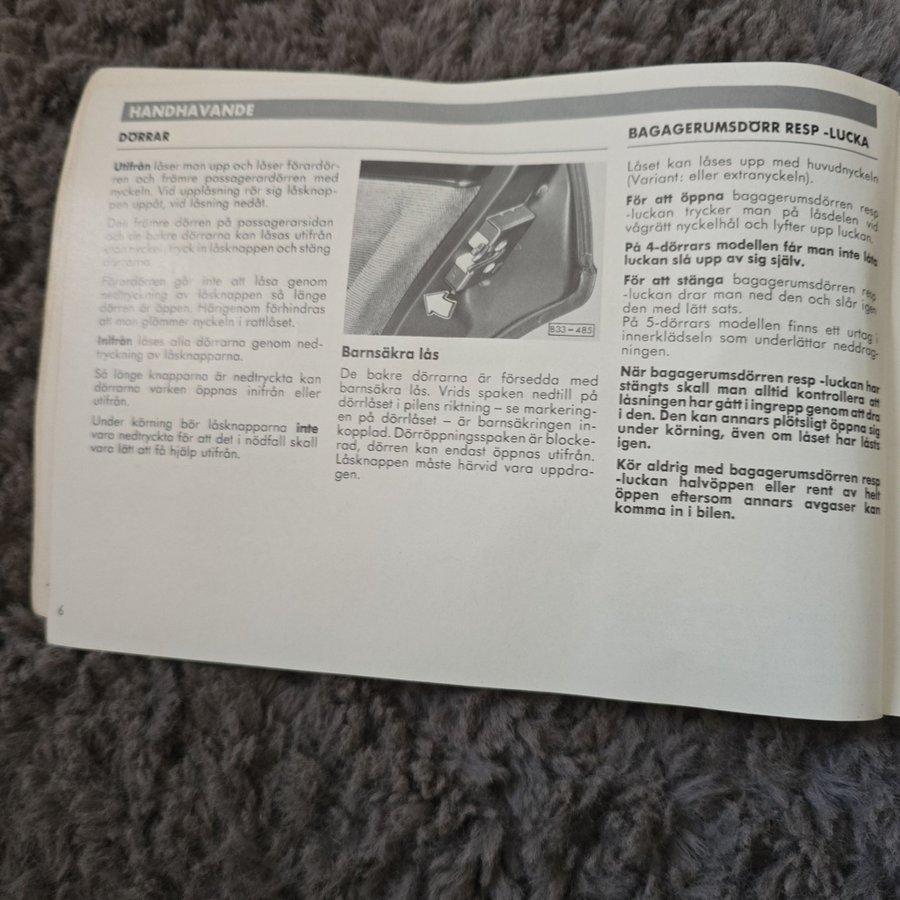 HANDHAVANDE
DÖRRAR
Utifrån låser man upp och låser förardör-
ren och främre passagerardörren med
nyckeln. Vid upplåsning rör sig låsknap-
pen uppåt, vid låsning nedåt.
Den främre dörren på passagerarsidan
och de bakre dörrarna kan låsas utifrån
utan nyckel: tryck in låsknappen och stäng
dörrarna.
Förardörren går inte att låsa genom
nedtryckning av låsknappen så länge
dörren är öppen. Härigenom förhindras
att man glömmer nyckeln i rattlåset.
Inifrån låses alla dörrarna genom ned-
tryckning av låsknapparna.
Så länge knapparna är nedtryckta kan
dörrarna varken öppnas inifrån eller
utifrån.
Under körning bör låsknapparna inte
vara nedtryckta för att det i nödfall skall
vara lätt att få hjälp utifrån.
B33-485
Barnsäkra lås
De bakre dörrarna är försedda med
barnsäkra lås. Vrids spaken nedtill på
dörrlåset i pilens riktning – se markering-
en på dörrlåset – är barnsäkringen in-
kopplad. Dörröppningsspaken är blocke-
rad, dörren kan endast öppnas utifrån.
Låsknappen måste härvid vara uppdra-
gen.
BAGAGERUMSDÖRR RESP -LUCKA
Låset kan låses upp med huvudnyckeln
(Variant: eller extranyckeln).
För att öppna bagagerumsdörren resp
-luckan trycker man på låsdelen vid
vågrätt nyckelhål och lyfter upp luckan.
På 4-dörrars modellen får man inte låta
luckan slå upp av sig själv.
För att stänga bagagerumsdörren resp
-luckan drar man ned den och slår igen
den med lätt sats.
På 5-dörrars modellen finns ett urtag i
innerklädseln som underlättar neddrag-
ningen.
När bagagerumsdörren resp -luckan har
stängts skall man alltid kontrollera att
låsningen har gått i ingrepp genom att dra
i den. Den kan annars plötsligt öppna sig
under körning, även om låset har låsts
igen.
Kör aldrig med bagagerumsdörren resp
-luckan halvöppen eller rent av helt
öppen eftersom annars avgaser kan
komma in i bilen.
6